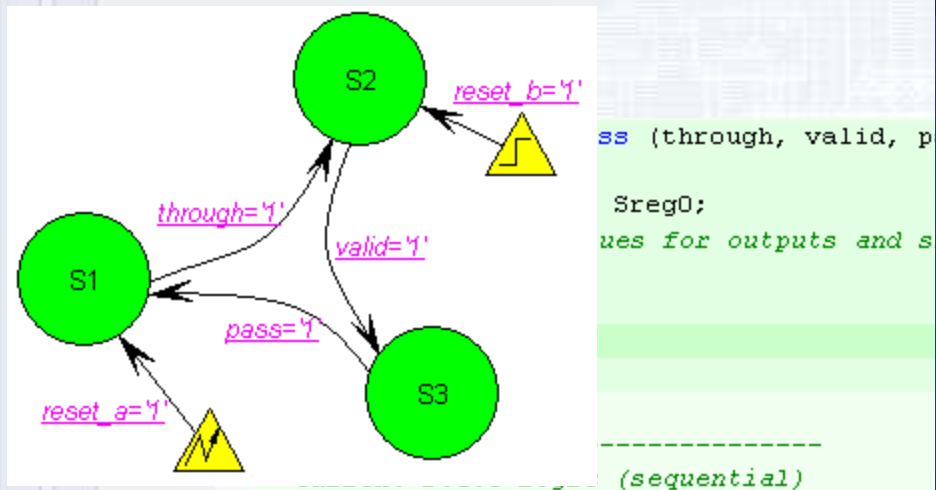 S2
reset_b='1'
through='1'
valid='1'
S1
pass='1'
S3
reset_a='1'
ss (through, valid, p
Sreg0;
ues for outputs and s
--------------
(sequential)